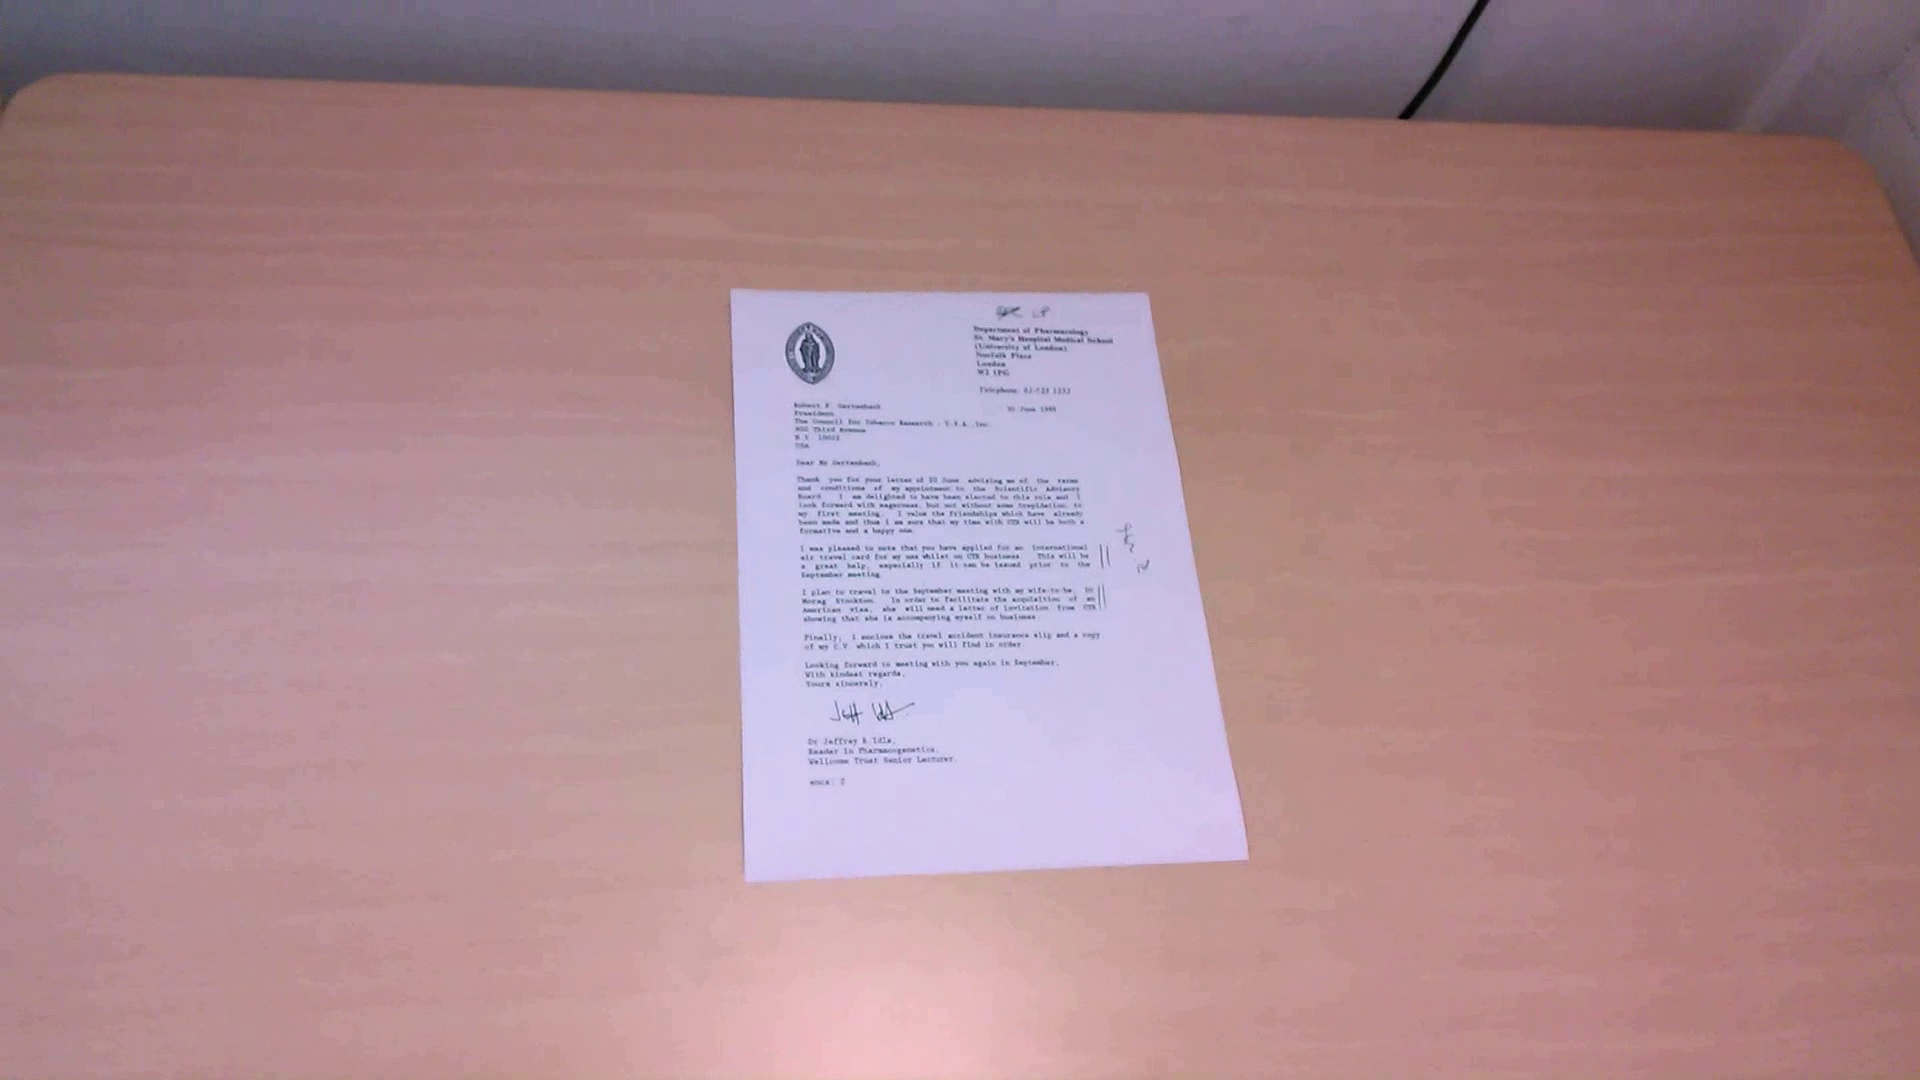 Department of Pharmacology
St. Mary's Hospital Medical School
(University of London)
Norfolk Place
London
W2 1PG
Telephone: 01-723 1252
30 June
Robert F. Gertenbach
President
The Council for Tobacco Research - U.S.A. Inc.
900 Third Avenue
N.Y. 10022
USA
Dear Mr Gertenbach,
Thank you for your letter of 20 June advising me of the terms
and conditions of my appointment to the Scientific Advisory
Board. I am delighted to have been elected to this role and I
look forward with eagerness, but not without some trepidation, to
my first meeting. I value the friendships which have already
been made and thus I am sure that my time with CTR will be both a
formative and a happy one.
I was pleased to note that you have applied for an International
air travel card for my use whilst on CTR business. This will be
a great help, especially if it can be issued prior to the
September meeting.
I plan to travel to the September meeting with my wife-to-be, Dr
Morag Stockton. In order to facilitate the acquisition of an
American visa, she will need a letter of invitation from CTR
showing that she is accompanying myself on business.
Finally, I enclose the travel accident insurance slip and a copy
of my C.V. which I trust you will find in order.
Looking forward to meeting with you again in September,
With kindest regards,
Yours sincerely,
Dr Jeffrey R.Idle,
Reader in Pharmacogenetics,
Wellcome Trust Senior Lecturer.
encs: 2